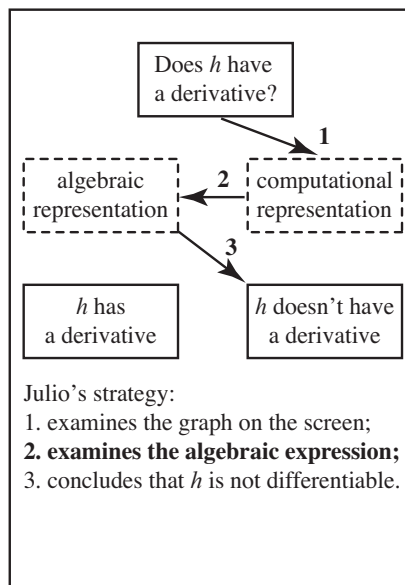 Does h have
a derivative?
1
algebraic
representation
2
computational
representation
3
h has
a derivative
h doesn't have
a derivative
Julio's strategy:
1. examines the graph on the screen;
2. examines the algebraic expression;
3. concludes that h is not differentiable.